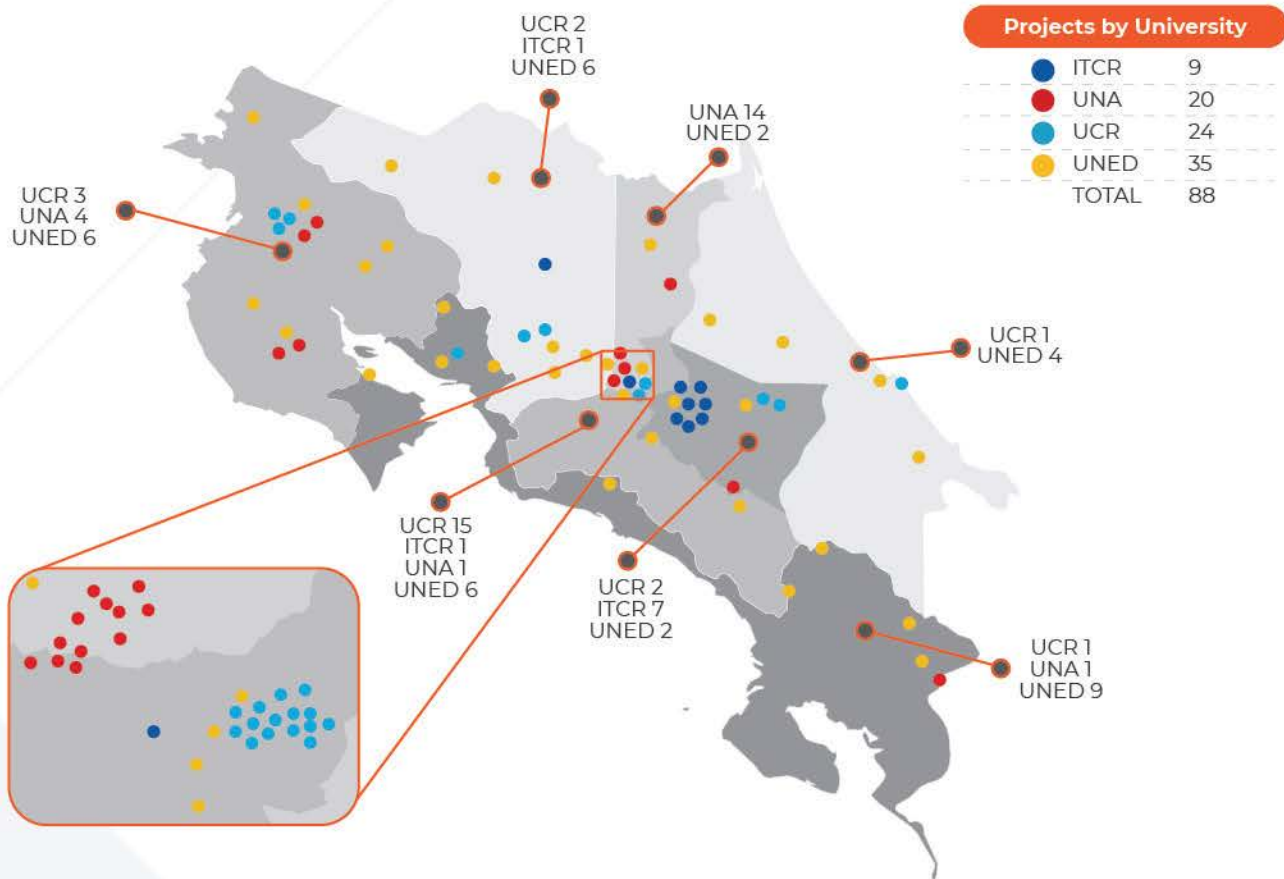 Projects by University
ITCR 9
UNA 20
UCR 24
UNED 35
TOTAL 88
UCR 2
ITCR 1
UNED 6
UNA 14
UNED 2
UCR 3
UNA 4
UNED 6
UCR 1
UNED 4
UCR 15
ITCR 1
UNA 1
UNED 6
UCR 2
ITCR 7
UNED 2
UCR 1
UNA 1
UNED 9